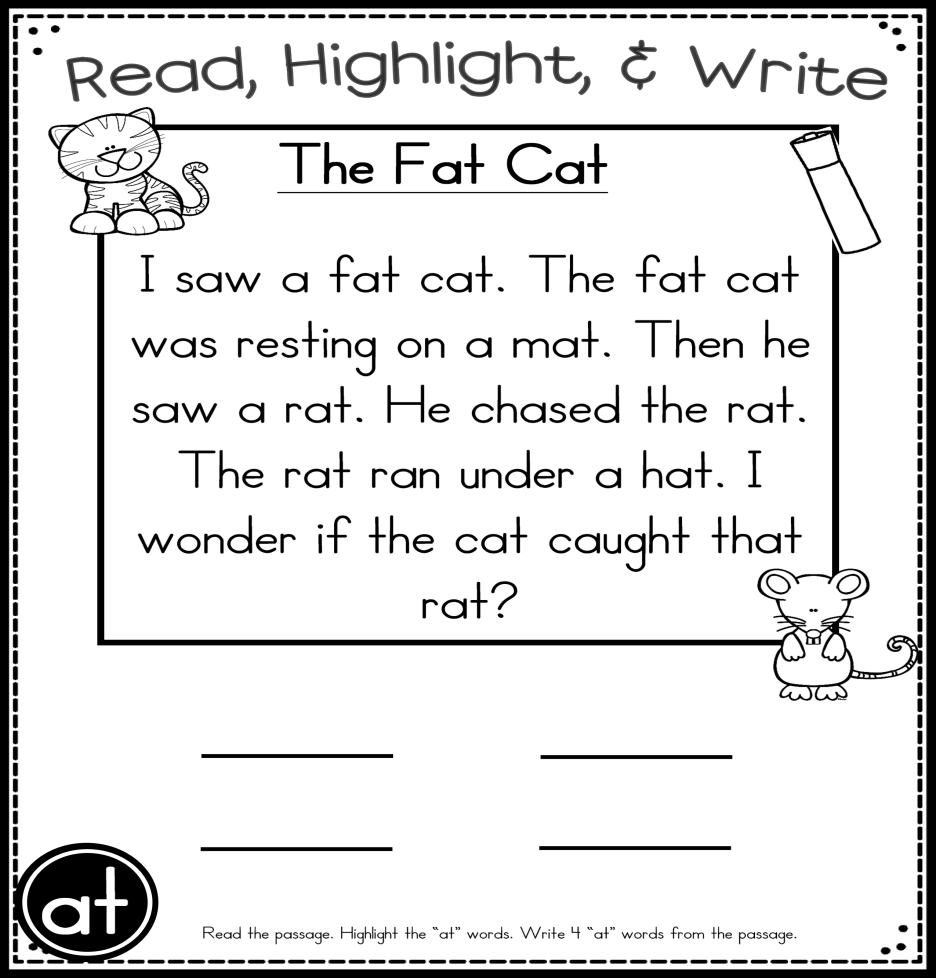 Read, Highlight, & Write
The Fat Cat
I saw a fat cat. The fat cat
was resting on a mat. Then he
saw a rat. He chased the rat.
The rat ran under a hat. I
wonder if the cat caught that
rat?
at
Read the passage. Highlight the “at” words. Write 4 “at” words from the passage.